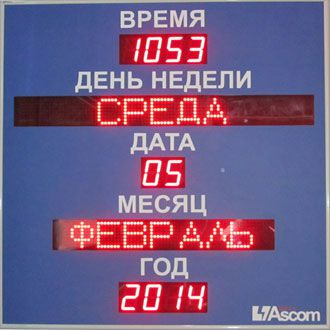 ВРЕМЯ
1053
ДЕНЬ НЕДЕЛИ
СРЕДА
ДАТА
05
МЕСЯЦ
ФЕВРАЛЬ
ГОД
2014
Ascom